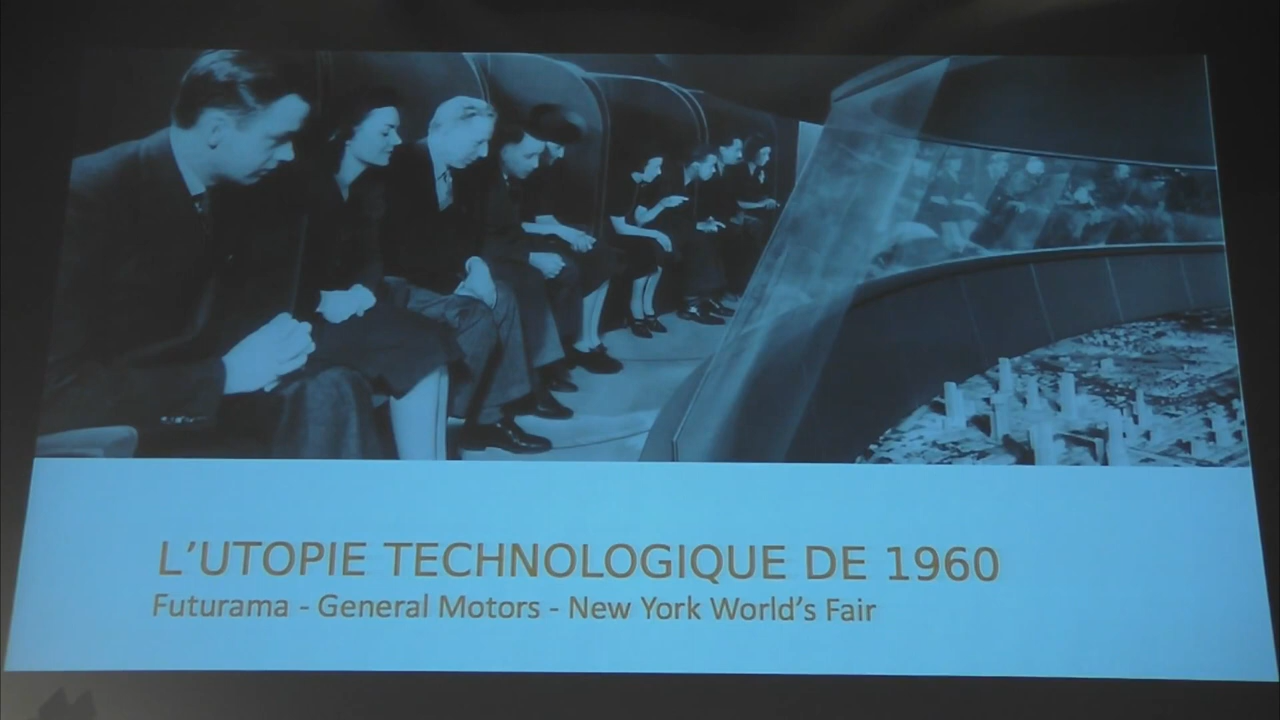 L’UTOPIE TECHNOLOGIQUE DE 1960
Futurama - General Motors - New York World’s Fair